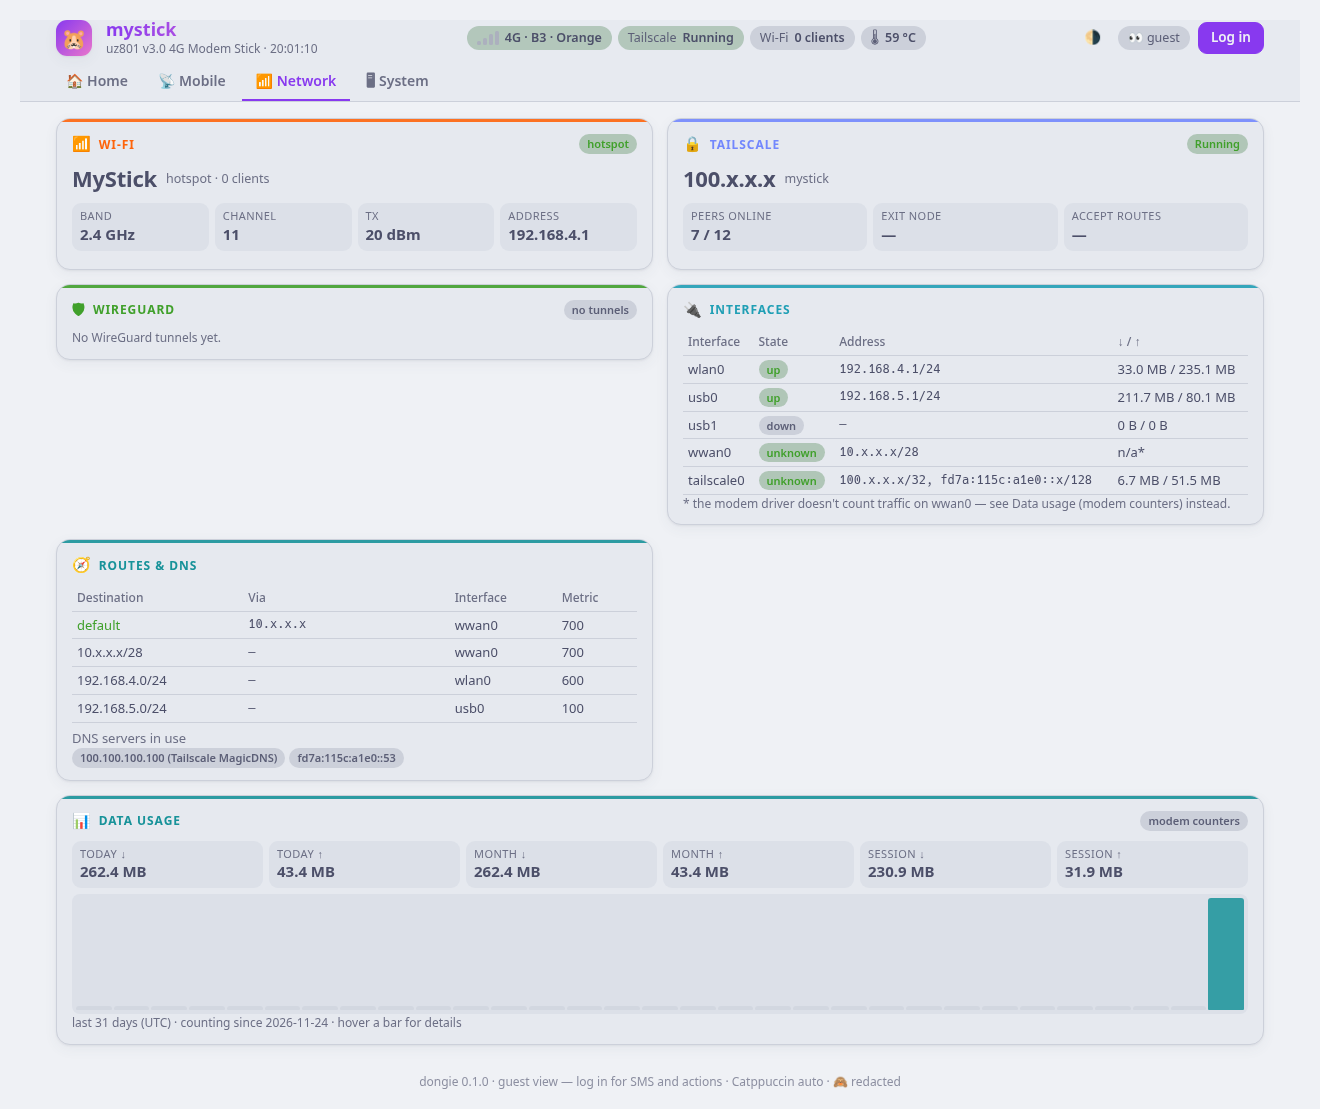 mystick
uz801 v3.0 4G Modem Stick · 20:01:10
4G · B3 · Orange
Tailscale Running
Wi-Fi 0 clients
59 °C
guest
Log in
Home
Mobile
Network
System
WI-FI
hotspot
MyStick hotspot · 0 clients
BAND
2.4 GHz
CHANNEL
11
TX
20 dBm
ADDRESS
192.168.4.1
TAILSCALE
Running
100.x.x.x mystick
PEERS ONLINE
7 / 12
EXIT NODE
—
ACCEPT ROUTES
—
WIREGUARD
no tunnels
No WireGuard tunnels yet.
INTERFACES
Interface State Address ↓ / ↑
wlan0 up 192.168.4.1/24 33.0 MB / 235.1 MB
usb0 up 192.168.5.1/24 211.7 MB / 80.1 MB
usb1 down — 0 B / 0 B
wwan0 unknown 10.x.x.x/28 n/a*
tailscale0 unknown 100.x.x.x/32, fd7a:115c:a1e0::x/128 6.7 MB / 51.5 MB
* the modem driver doesn't count traffic on wwan0 — see Data usage (modem counters) instead.
ROUTES & DNS
Destination Via Interface Metric
default 10.x.x.x wwan0 700
10.x.x.x/28 — wwan0 700
192.168.4.0/24 — wlan0 600
192.168.5.0/24 — usb0 100
DNS servers in use
100.100.100.100 (Tailscale MagicDNS) fd7a:115c:a1e0::53
DATA USAGE
modem counters
TODAY ↓
262.4 MB
TODAY ↑
43.4 MB
MONTH ↓
262.4 MB
MONTH ↑
43.4 MB
SESSION ↓
230.9 MB
SESSION ↑
31.9 MB
last 31 days (UTC) · counting since 2026-11-24 · hover a bar for details
dongie 0.1.0 · guest view — log in for SMS and actions · Catppuccin auto · 🙈 redacted